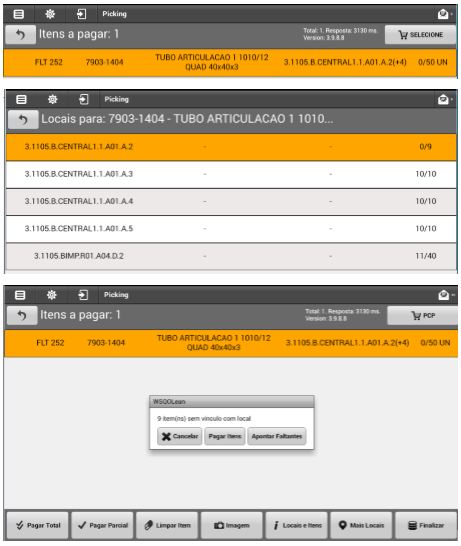 Picking
Itens a pagar: 1
Total: 1. Resposta: 3130 ms.
Version: 3.9.8.8
SELECIONE
FLT 252 7903-1404 TUBO ARTICULACAO 1 1010/12 3.1105.B.CENTRAL1.1.A01.A.2(+4) 0/50 UN
QUAD 40x40x3
Picking
Locais para: 7903-1404 - TUBO ARTICULACAO 1 1010...
3.1105.B.CENTRAL1.1.A01.A.2 - - 0/9
3.1105.B.CENTRAL1.1.A01.A.3 - - 10/10
3.1105.B.CENTRAL1.1.A01.A.4 - - 10/10
3.1105.B.CENTRAL1.1.A01.A.5 - - 10/10
3.1105.BIMP.R01.A04.D.2 - - 11/40
Picking
Itens a pagar: 1
Total: 1. Resposta: 3130 ms.
Version: 3.9.8.8
PCP
FLT 252 7903-1404 TUBO ARTICULACAO 1 1010/12 3.1105.B.CENTRAL1.1.A01.A.2(+4) 0/50 UN
QUAD 40x40x3
WSQOLean
9 item(ns) sem vinculo com local
Cancelar Pagar Itens Apontar Faltantes
Pagar Total Pagar Parcial Limpar Item Imagem Locais e Itens Mais Locais Finalizar